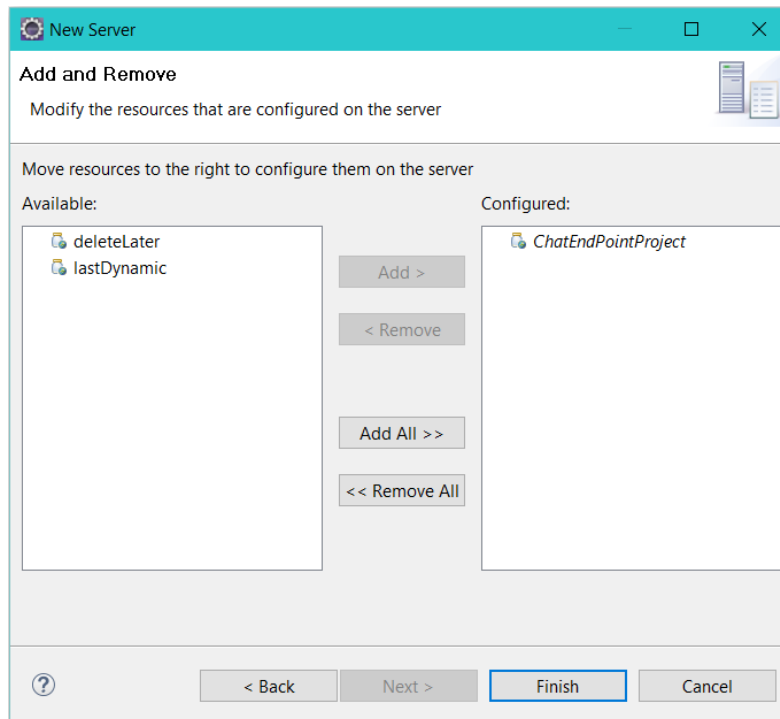 New Server
Add and Remove
Modify the resources that are configured on the server
Move resources to the right to configure them on the server
Available:
Configured:
deleteLater
lastDynamic
ChatEndPointProject
Add >
< Remove
Add All >>
<< Remove All
?
< Back
Next >
Finish
Cancel